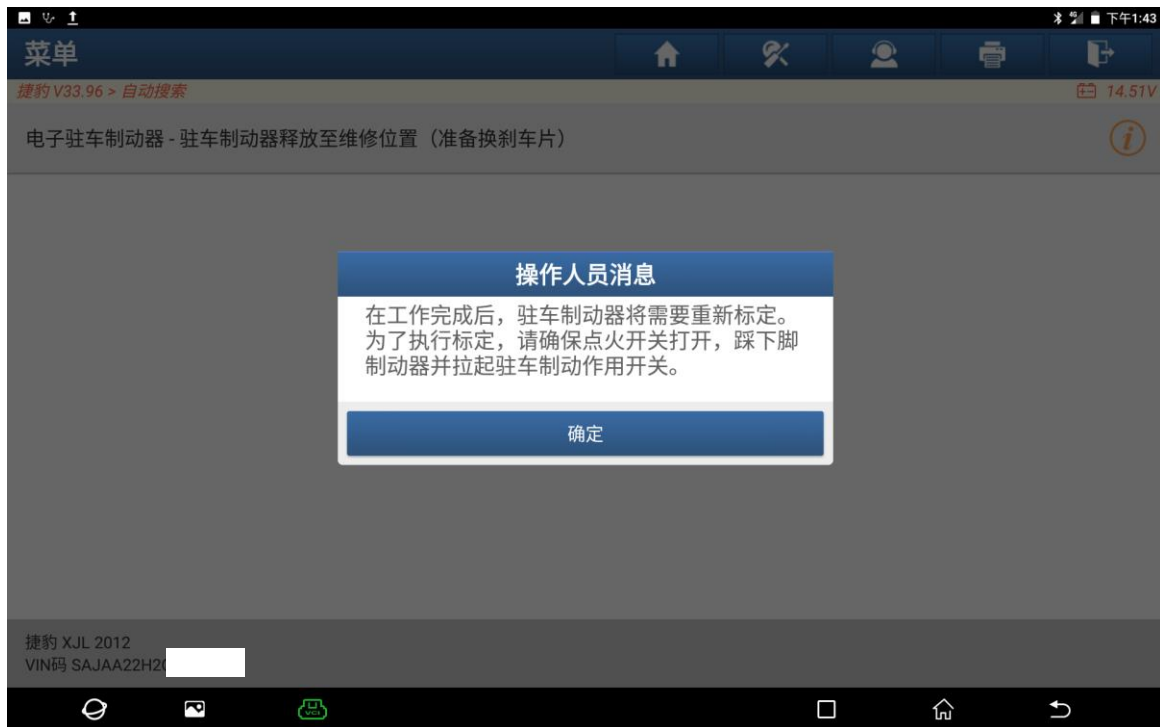 下午1:43
菜单
捷豹 V33.96 > 自动搜索
14.51V
电子驻车制动器 - 驻车制动器释放至维修位置（准备换刹车片）
操作人员消息
在工作完成后，驻车制动器将需要重新标定。
为了执行标定，请确保点火开关打开，踩下脚
制动器并拉起驻车制动作用开关。
确定
捷豹 XJL 2012
VIN码 SAJAA22H2
VCI